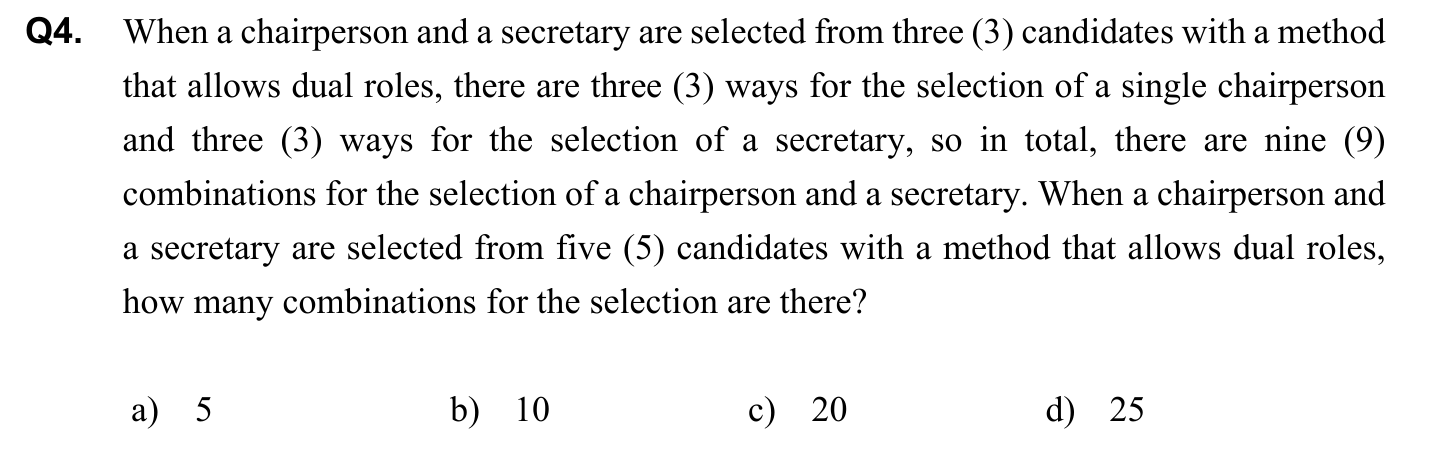 Q4. When a chairperson and a secretary are selected from three (3) candidates with a method
that allows dual roles, there are three (3) ways for the selection of a single chairperson
and three (3) ways for the selection of a secretary, so in total, there are nine (9)
combinations for the selection of a chairperson and a secretary. When a chairperson and
a secretary are selected from five (5) candidates with a method that allows dual roles,
how many combinations for the selection are there?
a) 5 b) 10 c) 20 d) 25